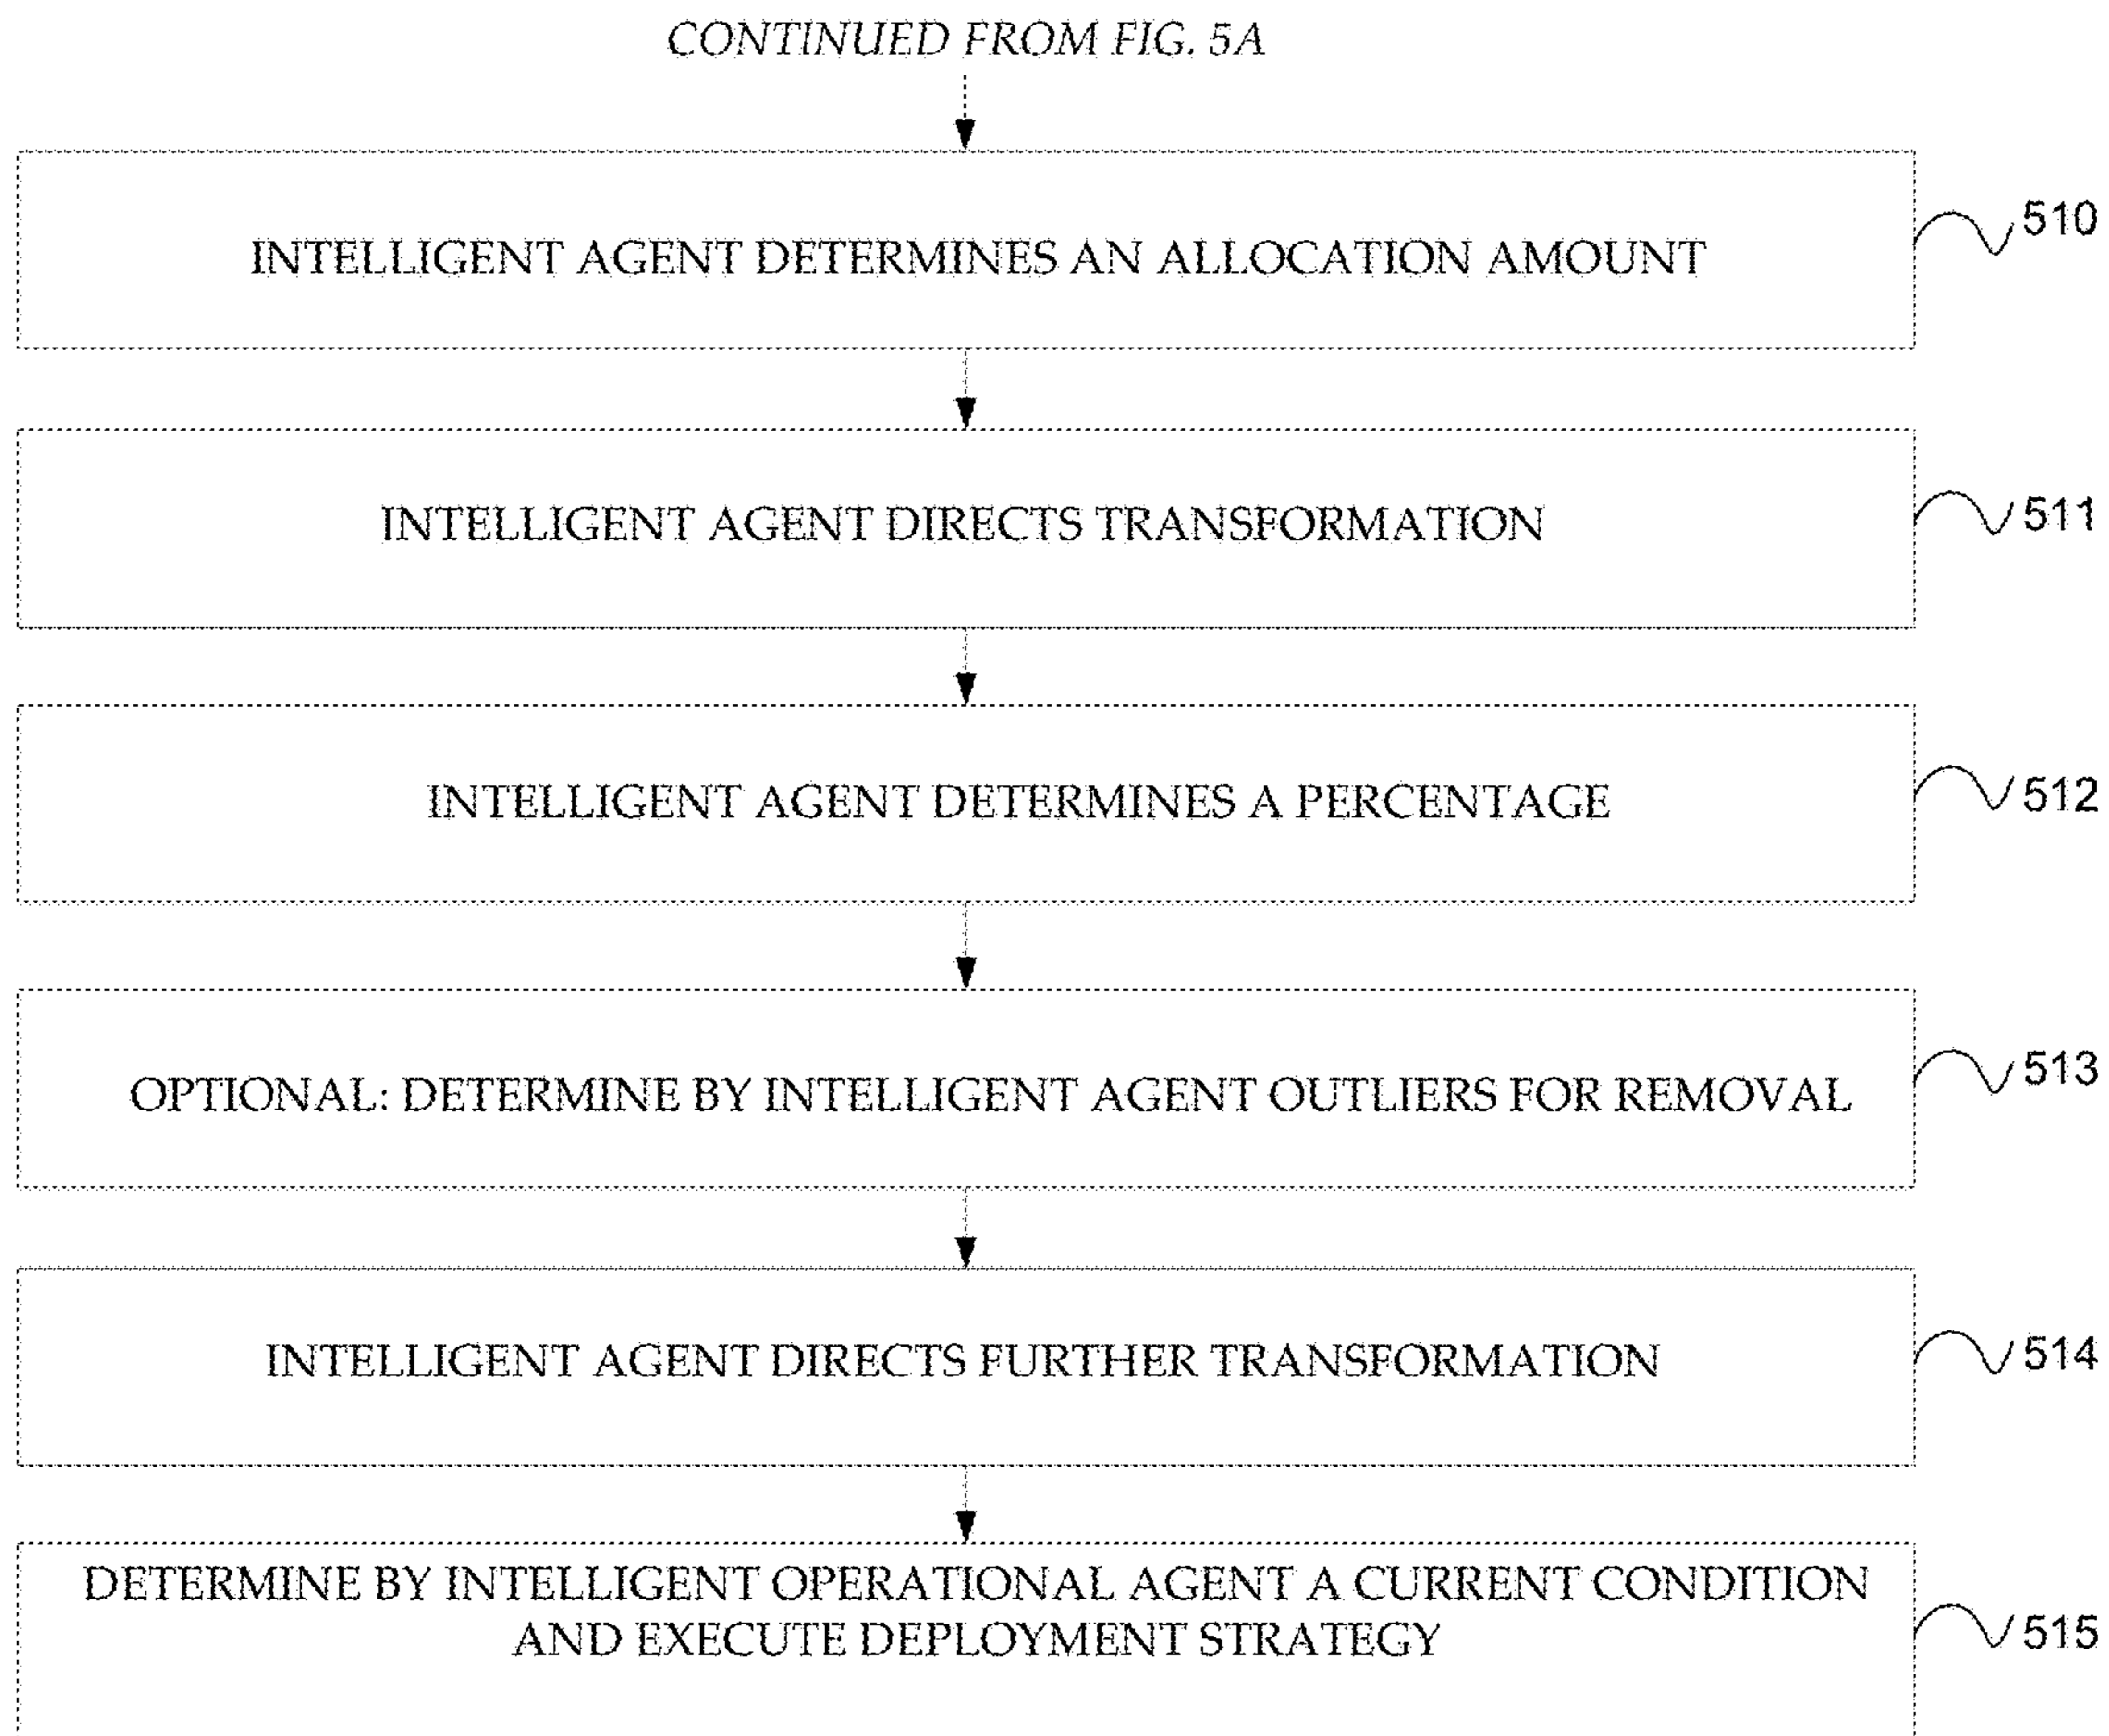 CONTINUED FROM FIG. 5A
INTELLIGENT AGENT DETERMINES AN ALLOCATION AMOUNT
510
INTELLIGENT AGENT DIRECTS TRANSFORMATION
511
INTELLIGENT AGENT DETERMINES A PERCENTAGE
512
OPTIONAL: DETERMINE BY INTELLIGENT AGENT OUTLIERS FOR REMOVAL
513
INTELLIGENT AGENT DIRECTS FURTHER TRANSFORMATION
514
DETERMINE BY INTELLIGENT OPERATIONAL AGENT A CURRENT CONDITION
AND EXECUTE DEPLOYMENT STRATEGY
515